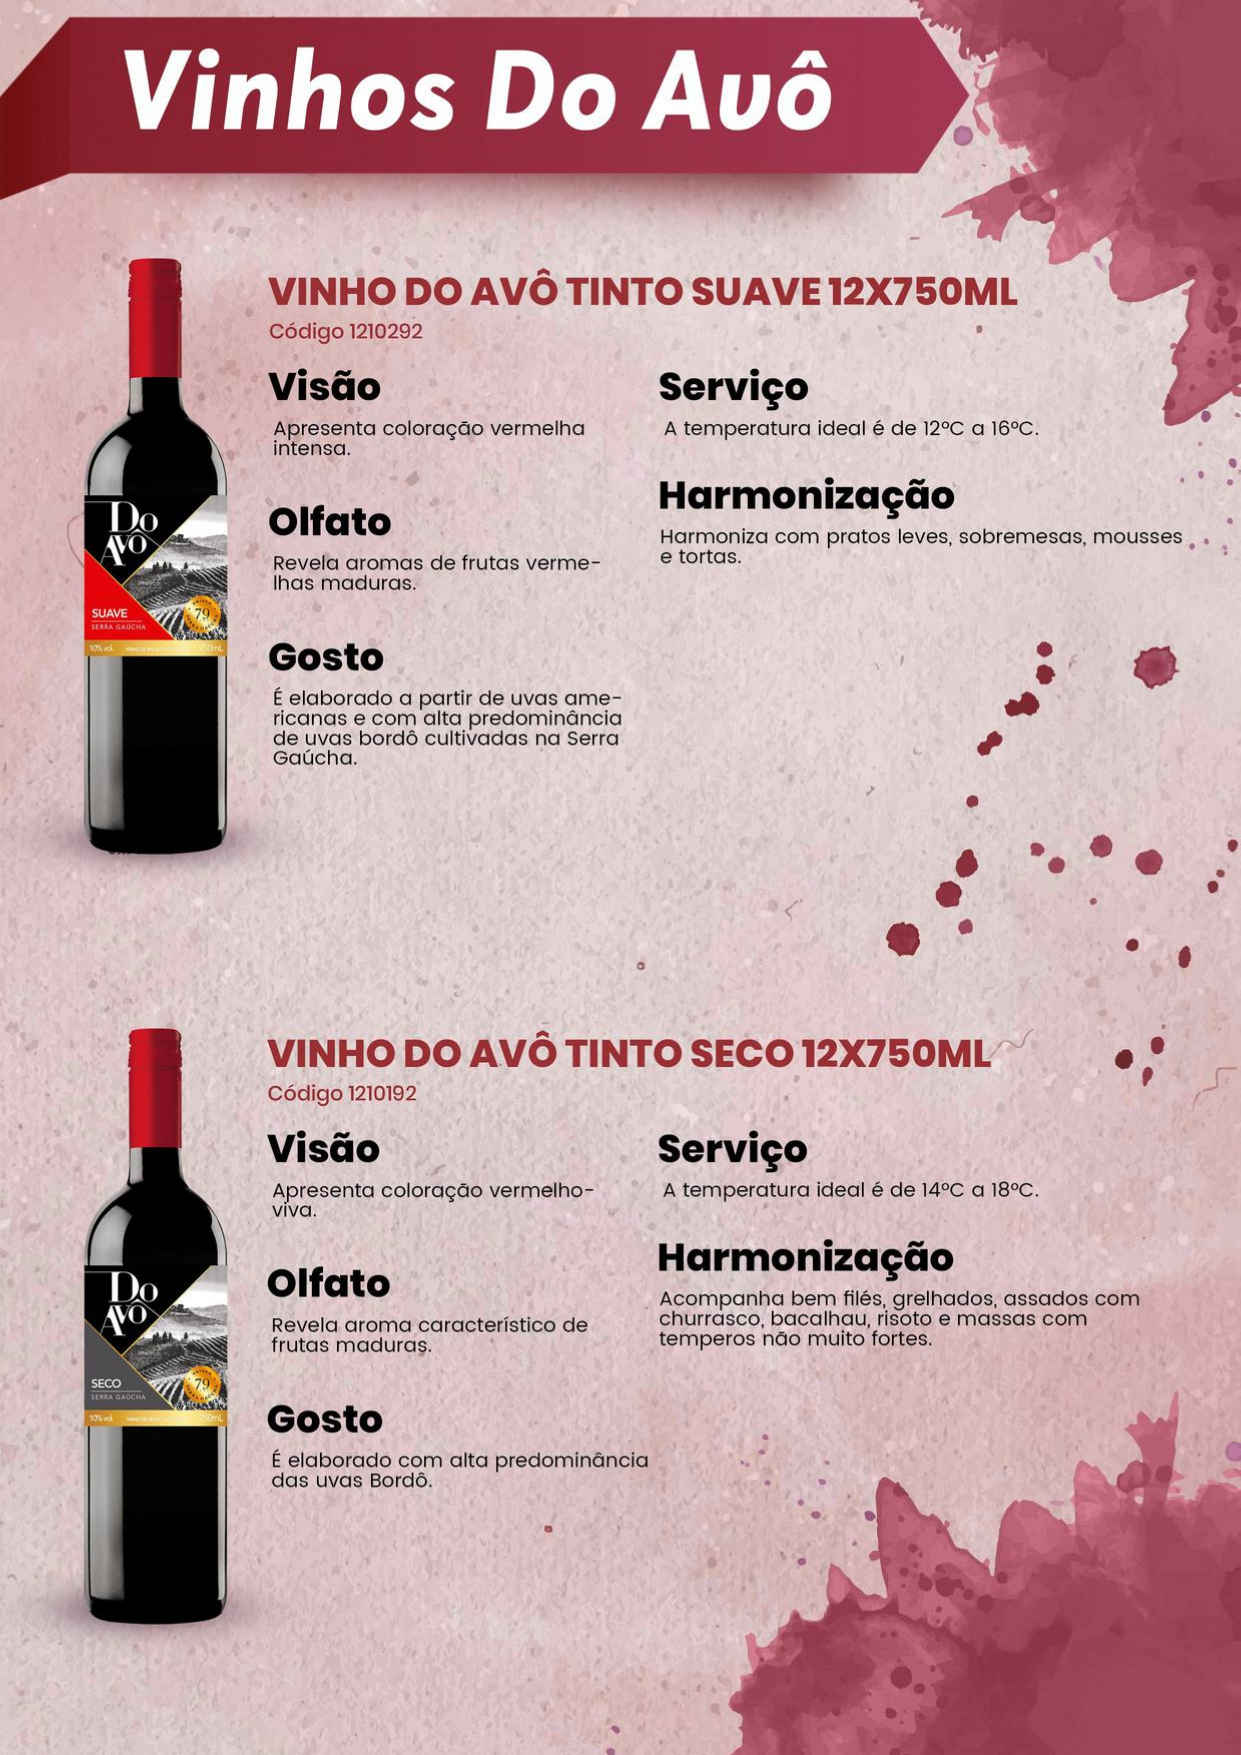 Vinhos Do Avô
VINHO DO AVÔ TINTO SUAVE 12X750ML
Código 1210292
Visão
Apresenta coloração vermelha
intensa.
Olfato
Revela aromas de frutas verme-
lhas maduras.
Gosto
É elaborado a partir de uvas ame-
ricanas e com alta predominância
de uvas bordô cultivadas na Serra
Gaúcha.
Serviço
A temperatura ideal é de 12ºC a 16ºC.
Harmonização
Harmoniza com pratos leves, sobremesas, mousses
e tortas.
Do
Avô
SUAVE
SERRA GAÚCHA
79
10% vol.
VINHO DO AVÔ TINTO SECO 12X750ML
Código 1210192
Visão
Apresenta coloração vermelho-
viva.
Olfato
Revela aroma característico de
frutas maduras.
Gosto
É elaborado com alta predominância
das uvas Bordô.
Serviço
A temperatura ideal é de 14ºC a 18ºC.
Harmonização
Acompanha bem filés, grelhados, assados com
churrasco, bacalhau, risoto e massas com
temperos não muito fortes.
Do
Avô
SECO
SERRA GAÚCHA
79
10% vol.